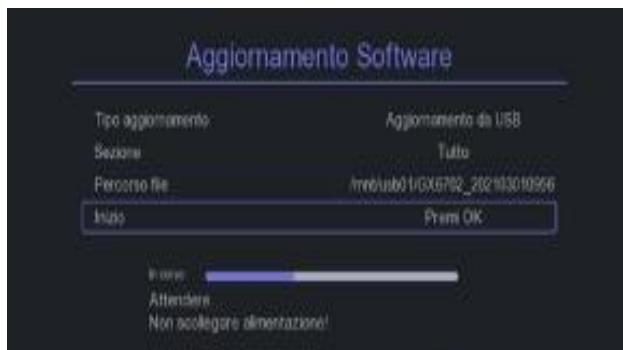 Aggiornamento Software
Tipo aggiornamento Aggiornamento da USB
Sezione Tutto
Percorso file /mnt/usb01/GX6702_202103010956
Inizio Premi OK
In corso
Attendere
Non scollegare alimentazione!